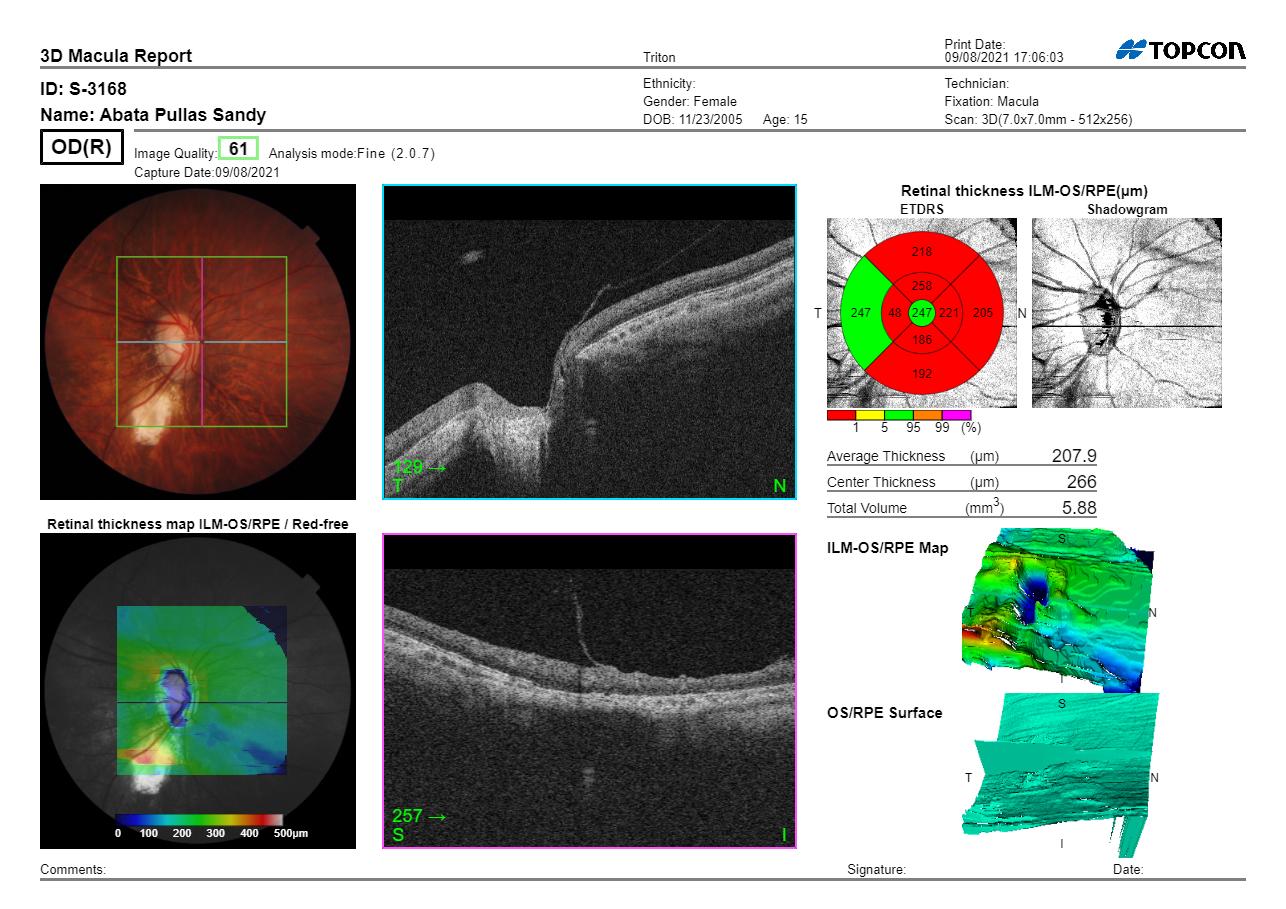 3D Macula Report
Triton
Print Date:
09/08/2021 17:06:03
TOPCON
ID: S-3168
Name: Abata Pullas Sandy
Ethnicity:
Gender: Female
DOB: 11/23/2005 Age: 15
Technician:
Fixation: Macula
Scan: 3D(7.0x7.0mm - 512x256)
OD(R)
Image Quality: 61 Analysis mode:Fine (2.0.7)
Capture Date:09/08/2021
129 →
T N
Retinal thickness ILM-OS/RPE(µm)
ETDRS Shadowgram
218
258
T 247 48 247 221 205 N
186
192
1 5 95 99 (%)
Average Thickness (µm) 207.9
Center Thickness (µm) 266
Total Volume (mm3) 5.88
Retinal thickness map ILM-OS/RPE / Red-free
0 100 200 300 400 500µm
257 →
S I
ILM-OS/RPE Map
S
T N
I
OS/RPE Surface
S
T N
I
Comments:
Signature:
Date: